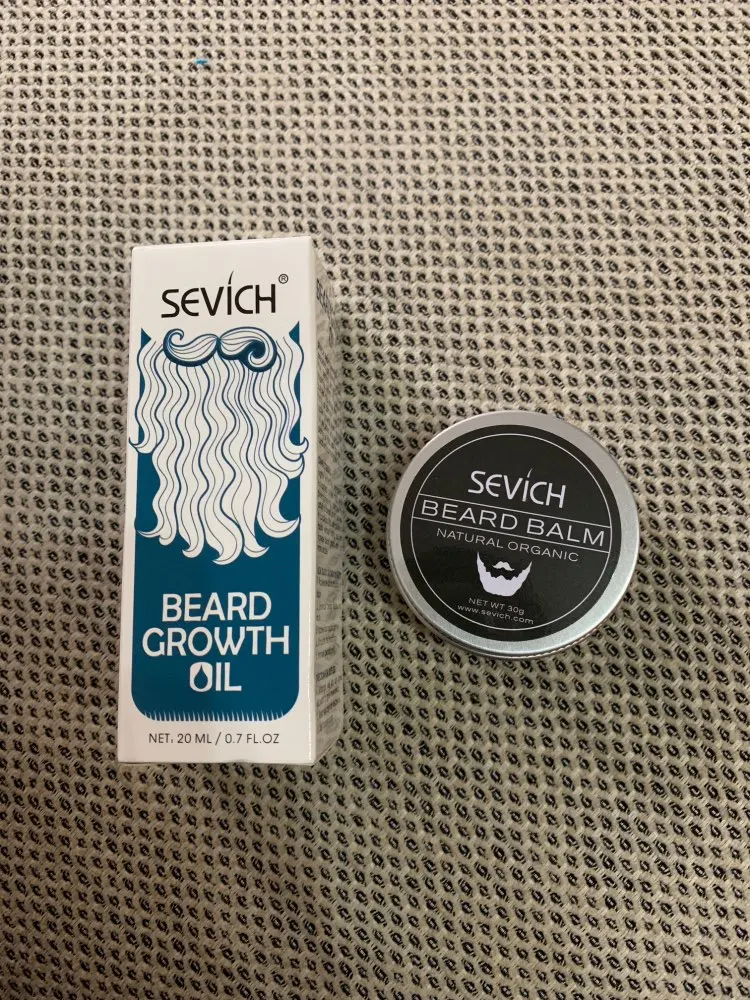 SEVICH®
BEARD
GROWTH
OIL
NET: 20 ML / 0.7 FL.OZ
SEVICH
BEARD BALM
NATURAL ORGANIC
NET WT 30g
www.sevich.com